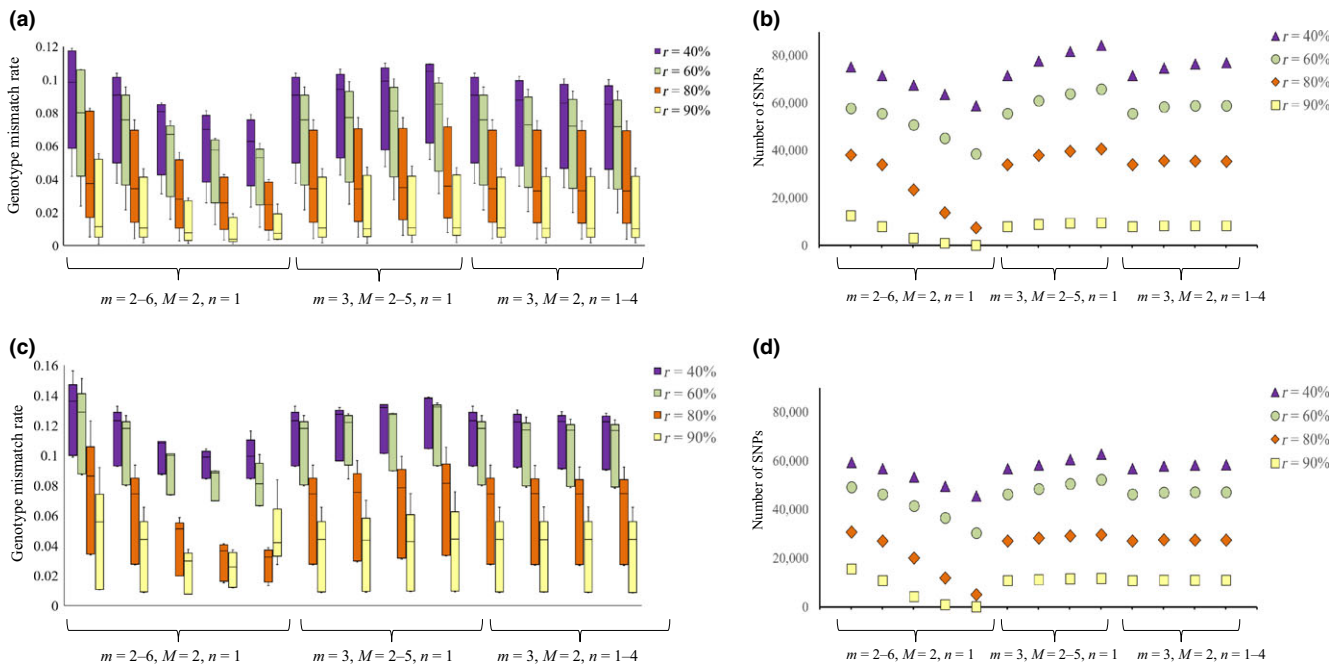 (a)
Genotype mismatch rate
0.12
0.1
0.08
0.06
0.04
0.02
0
r = 40%
r = 60%
r = 80%
r = 90%
m = 2–6, M = 2, n = 1
m = 3, M = 2–5, n = 1
m = 3, M = 2, n = 1–4
(b)
Number of SNPs
80,000
60,000
40,000
20,000
0
r = 40%
r = 60%
r = 80%
r = 90%
m = 2–6, M = 2, n = 1
m = 3, M = 2–5, n = 1
m = 3, M = 2, n = 1–4
(c)
Genotype mismatch rate
0.16
0.14
0.12
0.1
0.08
0.06
0.04
0.02
0
r = 40%
r = 60%
r = 80%
r = 90%
m = 2–6, M = 2, n = 1
m = 3, M = 2–5, n = 1
m = 3, M = 2, n = 1–4
(d)
Number of SNPs
80,000
60,000
40,000
20,000
0
r = 40%
r = 60%
r = 80%
r = 90%
m = 2–6, M = 2, n = 1
m = 3, M = 2–5, n = 1
m = 3, M = 2, n = 1–4